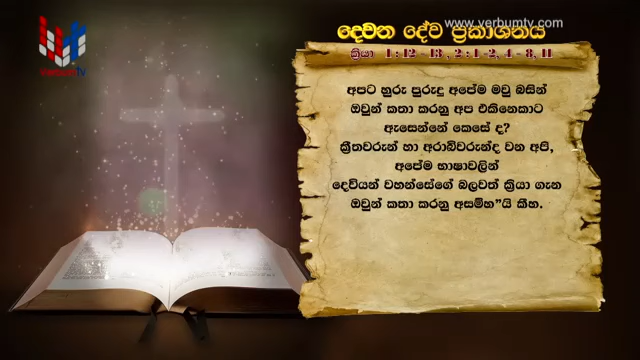 www.verbumtv.com
දෙවන දේව ප්‍රකාශනය
ක්‍රියා 1:12 - 13, 2:1-2, 4 - 8, 11
VerbumTV
අපට හුරු පුරුදු අපේම මව් බසින්
ඔවුන් කතා කරනු අප එකිනෙකාට
ඇසෙන්නේ කෙසේ ද?
ක්‍රීතවරුන් හා අරාබිවරුන්ද වන අපි,
අපේම භාෂාවලින්
දෙවියන් වහන්සේගේ බලවත් ක්‍රියා ගැන
ඔවුන් කතා කරනු අසම්හ"යි කීහ.